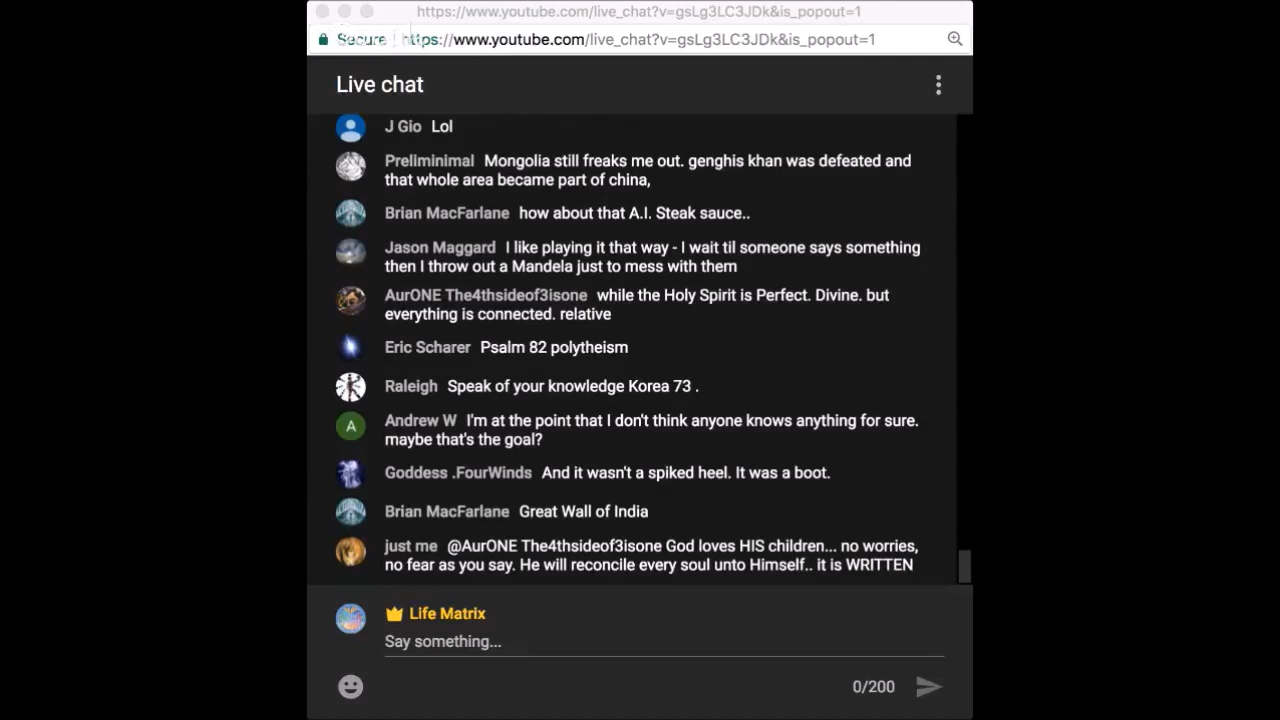 https://www.youtube.com/live_chat?v=gsLg3LC3JDk&is_popout=1
Secure https://www.youtube.com/live_chat?v=gsLg3LC3JDk&is_popout=1
Live chat
J Gio Lol
Preliminimal Mongolia still freaks me out. genghis khan was defeated and
that whole area became part of china,
Brian MacFarlane how about that A.I. Steak sauce..
Jason Maggard I like playing it that way - I wait til someone says something
then I throw out a Mandela just to mess with them
AurONE The4thsideof3isone while the Holy Spirit is Perfect. Divine. but
everything is connected. relative
Eric Scharer Psalm 82 polytheism
Raleigh Speak of your knowledge Korea 73 .
A
Andrew W I'm at the point that I don't think anyone knows anything for sure.
maybe that's the goal?
Goddess .FourWinds And it wasn't a spiked heel. It was a boot.
Brian MacFarlane Great Wall of India
just me @AurONE The4thsideof3isone God loves HIS children... no worries,
no fear as you say. He will reconcile every soul unto Himself.. it is WRITTEN
Life Matrix
Say something...
0/200